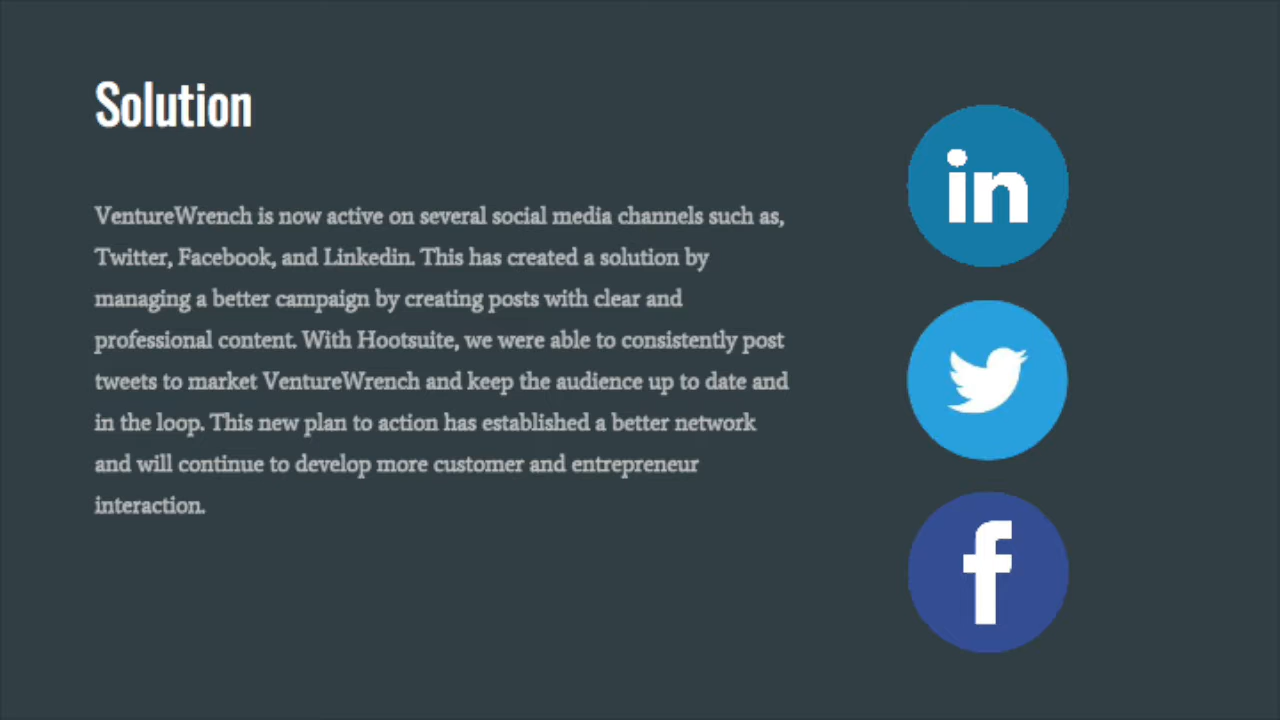 Solution
VentureWrench is now active on several social media channels such as,
Twitter, Facebook, and Linkedin. This has created a solution by
managing a better campaign by creating posts with clear and
professional content. With Hootsuite, we were able to consistently post
tweets to market VentureWrench and keep the audience up to date and
in the loop. This new plan to action has established a better network
and will continue to develop more customer and entrepreneur
interaction.
in
f